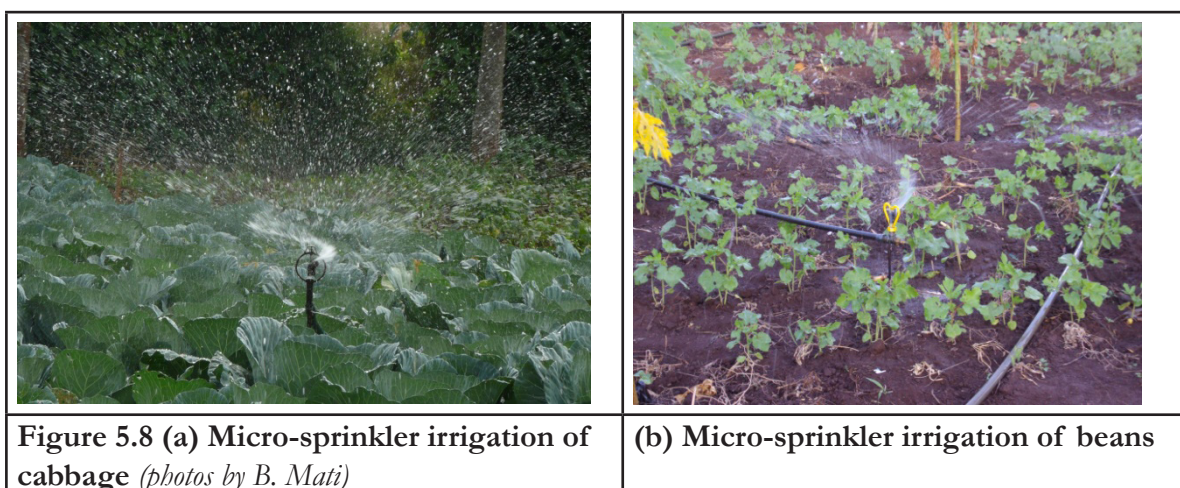 Figure 5.8 (a) Micro-sprinkler irrigation of
cabbage (photos by B. Mati)
(b) Micro-sprinkler irrigation of beans